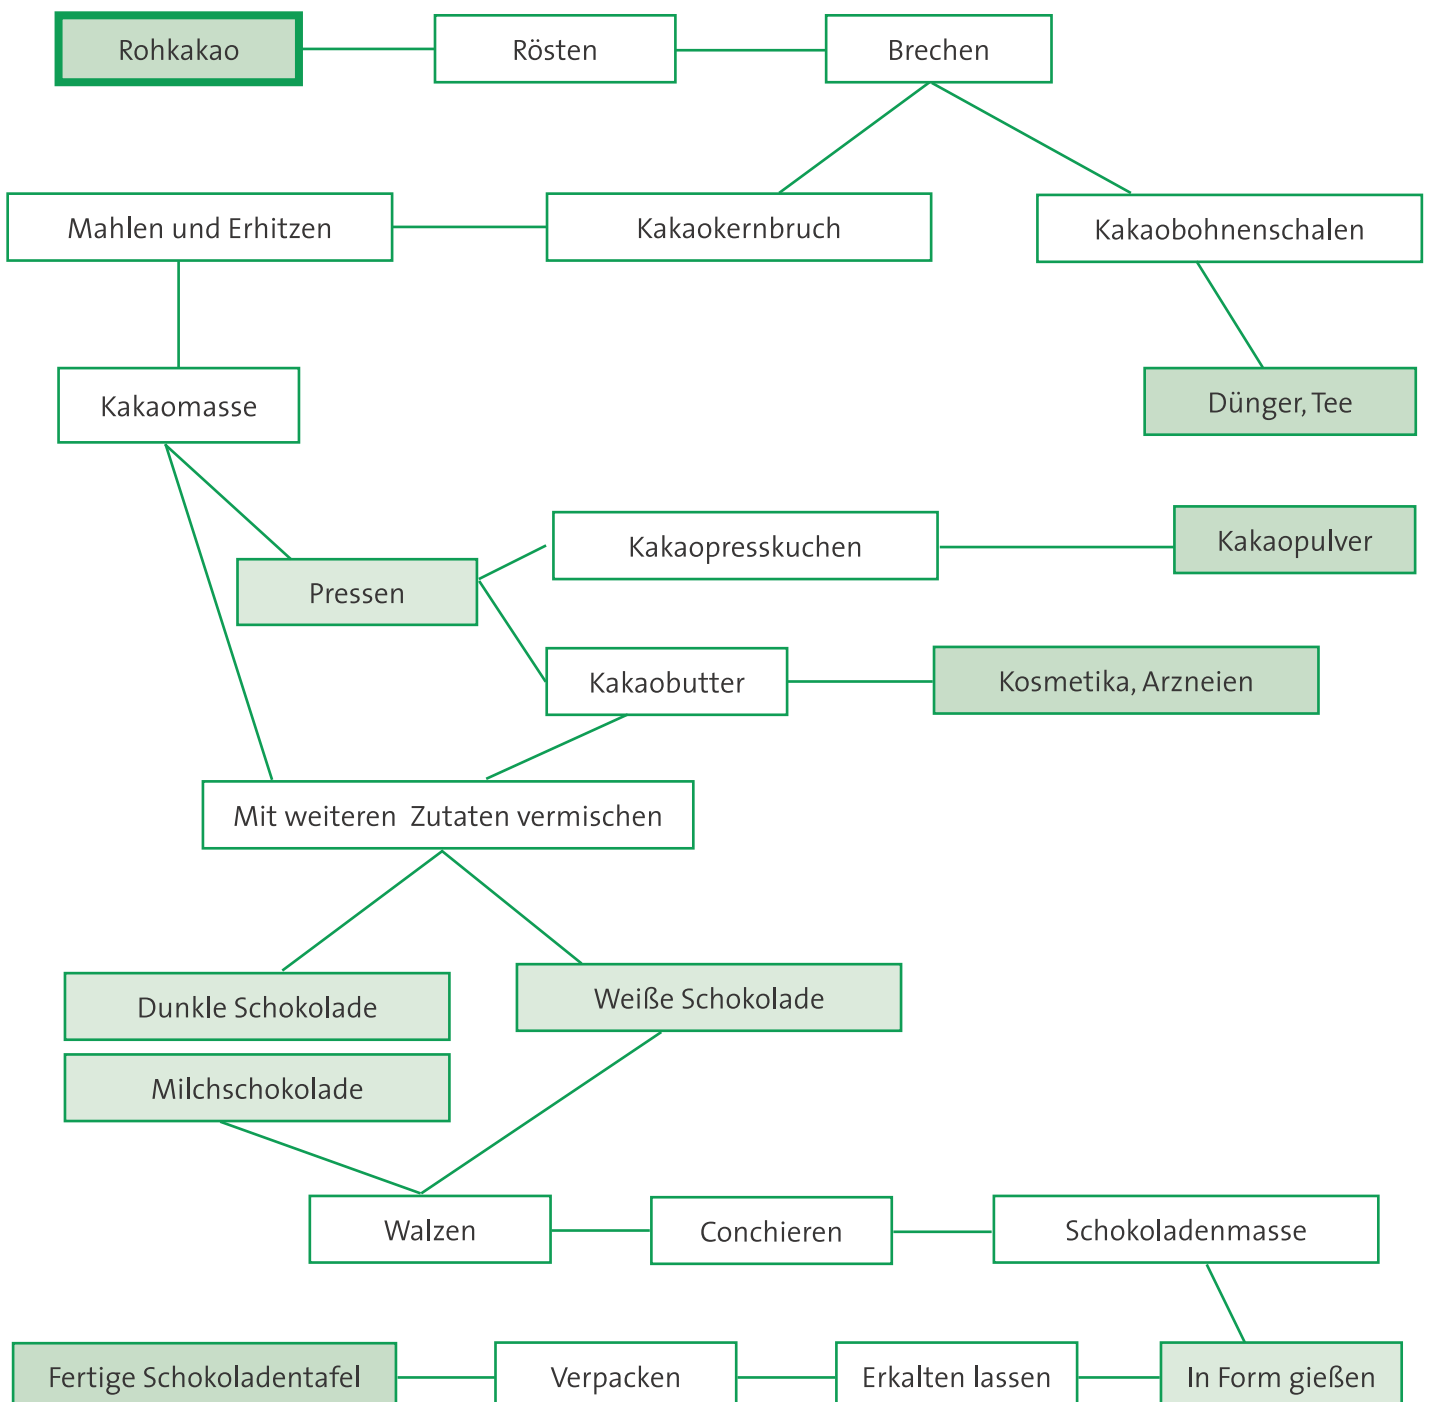 Rohkakao
Rösten
Brechen
Mahlen und Erhitzen
Kakaokernbruch
Kakaobohnenschalen
Kakaomasse
Dünger, Tee
Kakaopresskuchen
Kakaopulver
Pressen
Kakaobutter
Kosmetika, Arzneien
Mit weiteren Zutaten vermischen
Dunkle Schokolade
Weiße Schokolade
Milchschokolade
Walzen
Conchieren
Schokoladenmasse
Fertige Schokoladentafel
Verpacken
Erkalten lassen
In Form gießen